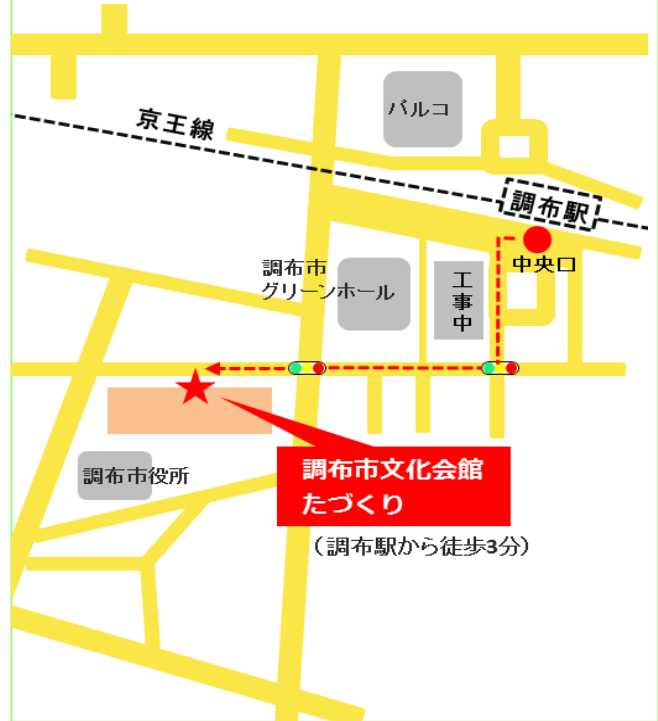 パルコ
京王線
調布駅
中央口
調布市
グリーンホール
工事中
調布市役所
調布市文化会館
たづくり
（調布駅から徒歩3分）